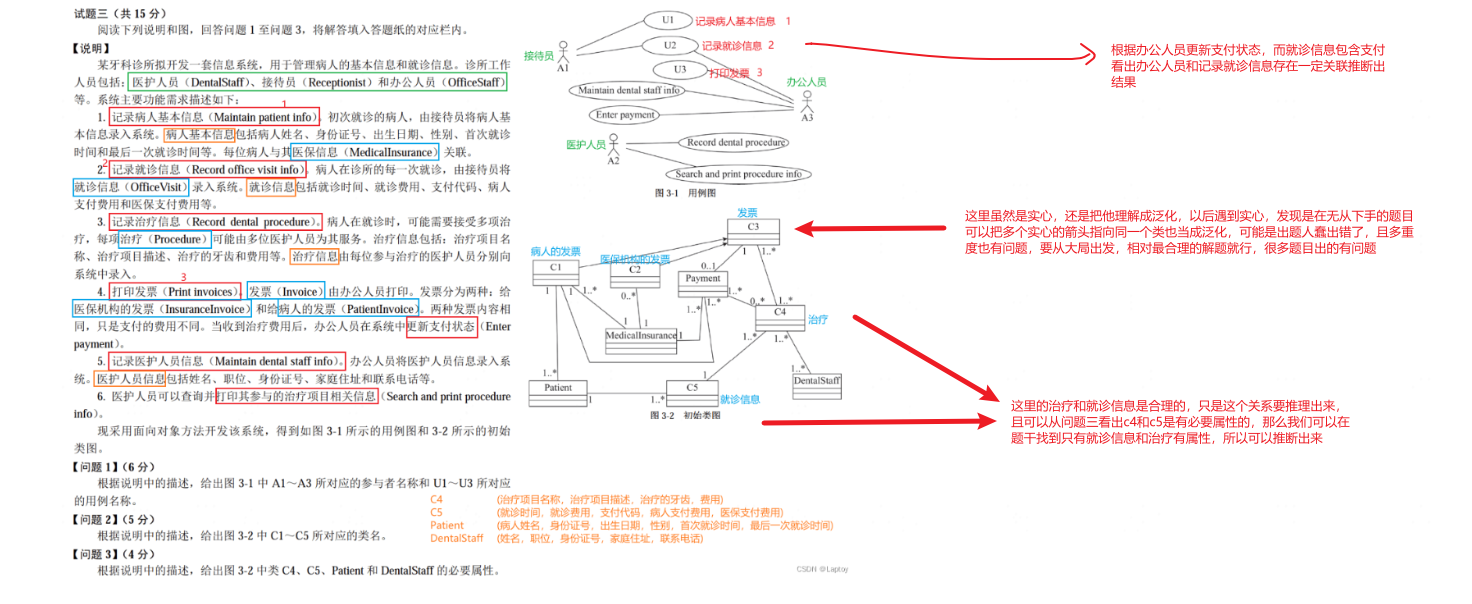 试题三（共 15 分）
阅读下列说明和图，回答问题 1 至问题 3，将解答填入答题纸的对应栏内。
【说明】
某牙科诊所拟开发一套信息系统，用于管理病人的基本信息和就诊信息。诊所工作
人员包括：医护人员（DentalStaff）、接待员（Receptionist）和办公人员（OfficeStaff）
等。系统主要功能需求描述如下：
1
1. 记录病人基本信息（Maintain patient info）。初次就诊的病人，由接待员将病人基
本信息录入系统。病人基本信息包括病人姓名、身份证号、出生日期、性别、首次就诊
时间和最后一次就诊时间等。每位病人与其医保信息（MedicalInsurance）关联。
2
2. 记录就诊信息（Record office visit info）。病人在诊所的每一次就诊，由接待员将
就诊信息（OfficeVisit）录入系统。就诊信息包括就诊时间、就诊费用、支付代码、病人
支付费用和医保支付费用等。
3. 记录治疗信息（Record dental procedure）。病人在就诊时，可能需要接受多项治
疗，每项治疗（Procedure）可能由多位医护人员为其服务。治疗信息包括：治疗项目名
称、治疗项目描述、治疗的牙齿和费用等。治疗信息由每位参与治疗的医护人员分别向
系统中录入。
3
4. 打印发票（Print invoices）。发票（Invoice）由办公人员打印。发票分为两种：给
医保机构的发票（InsuranceInvoice）和给病人的发票（PatientInvoice）。两种发票内容相
同，只是支付的费用不同。当收到治疗费用后，办公人员在系统中更新支付状态（Enter
payment）。
5. 记录医护人员信息（Maintain dental staff info）。办公人员将医护人员信息录入系
统。医护人员信息包括姓名、职位、身份证号、家庭住址和联系电话等。
6. 医护人员可以查询并打印其参与的治疗项目相关信息（Search and print procedure
info）。
现采用面向对象方法开发该系统，得到如图 3-1 所示的用例图和 3-2 所示的初始
类图。
【问题 1】（6 分）
根据说明中的描述，给出图 3-1 中 A1～A3 所对应的参与者名称和 U1～U3 所对应
的用例名称。
【问题 2】（5 分）
根据说明中的描述，给出图 3-2 中 C1～C5 所对应的类名。
【问题 3】（4 分）
根据说明中的描述，给出图 3-2 中类 C4、C5、Patient 和 DentalStaff 的必要属性。
C4 (治疗项目名称，治疗项目描述，治疗的牙齿，费用)
C5 (就诊时间，就诊费用，支付代码，病人支付费用，医保支付费用)
Patient (病人姓名，身份证号，出生日期，性别，首次就诊时间，最后一次就诊时间)
DentalStaff (姓名，职位，身份证号，家庭住址，联系电话)
U1 记录病人基本信息 1
U2 记录就诊信息 2
接待员
A1
U3
打印发票 3
办公人员
Maintain dental staff info
A3
Enter payment
医护人员
A2
Record dental procedure
Search and print procedure info
图 3-1 用例图
发票
C3
病人的发票
医保机构的发票
C1
C2
1 1..*
0..1
Payment
1 1 1..*
0..*
1..*
1..*
0..* 1..*
C4
治疗
1..*
1 1
MedicalInsurance
1
1..* 1..*
1..*
1..*
1
DentalStaff
Patient
1
1..*
C5
就诊信息
图 3-2 初始类图
根据办公人员更新支付状态，而就诊信息包含支付
看出办公人员和记录就诊信息存在一定关联推断出
结果
这里虽然是实心，还是把他理解成泛化，以后遇到实心，发现是在无从下手的题目
可以把多个实心的箭头指向同一个类也当成泛化，可能是出题人蠢出错了，且多重
度也有问题，要从大局出发，相对最合理的解题就行，很多题目出的有问题
这里的治疗和就诊信息是合理的，只是这个关系要推理出来，
且可以从问题三看出c4和c5是有必要属性的，那么我们可以在
题干找到只有就诊信息和治疗有属性，所以可以推断出来
CSDN @Laptoy